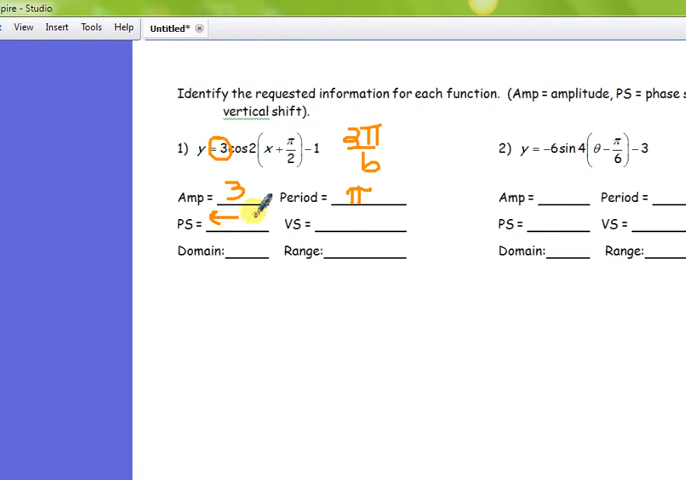 pire - Studio
View Insert Tools Help Untitled*
Identify the requested information for each function. (Amp = amplitude, PS = phase s
vertical shift).
1) y = 3cos2(x + π/2) - 1 2π/b 2) y = -6sin4(θ - π/6) - 3
Amp = 3 Period = π Amp = Period =
PS = ← VS = PS = VS =
Domain: Range: Domain: Range: